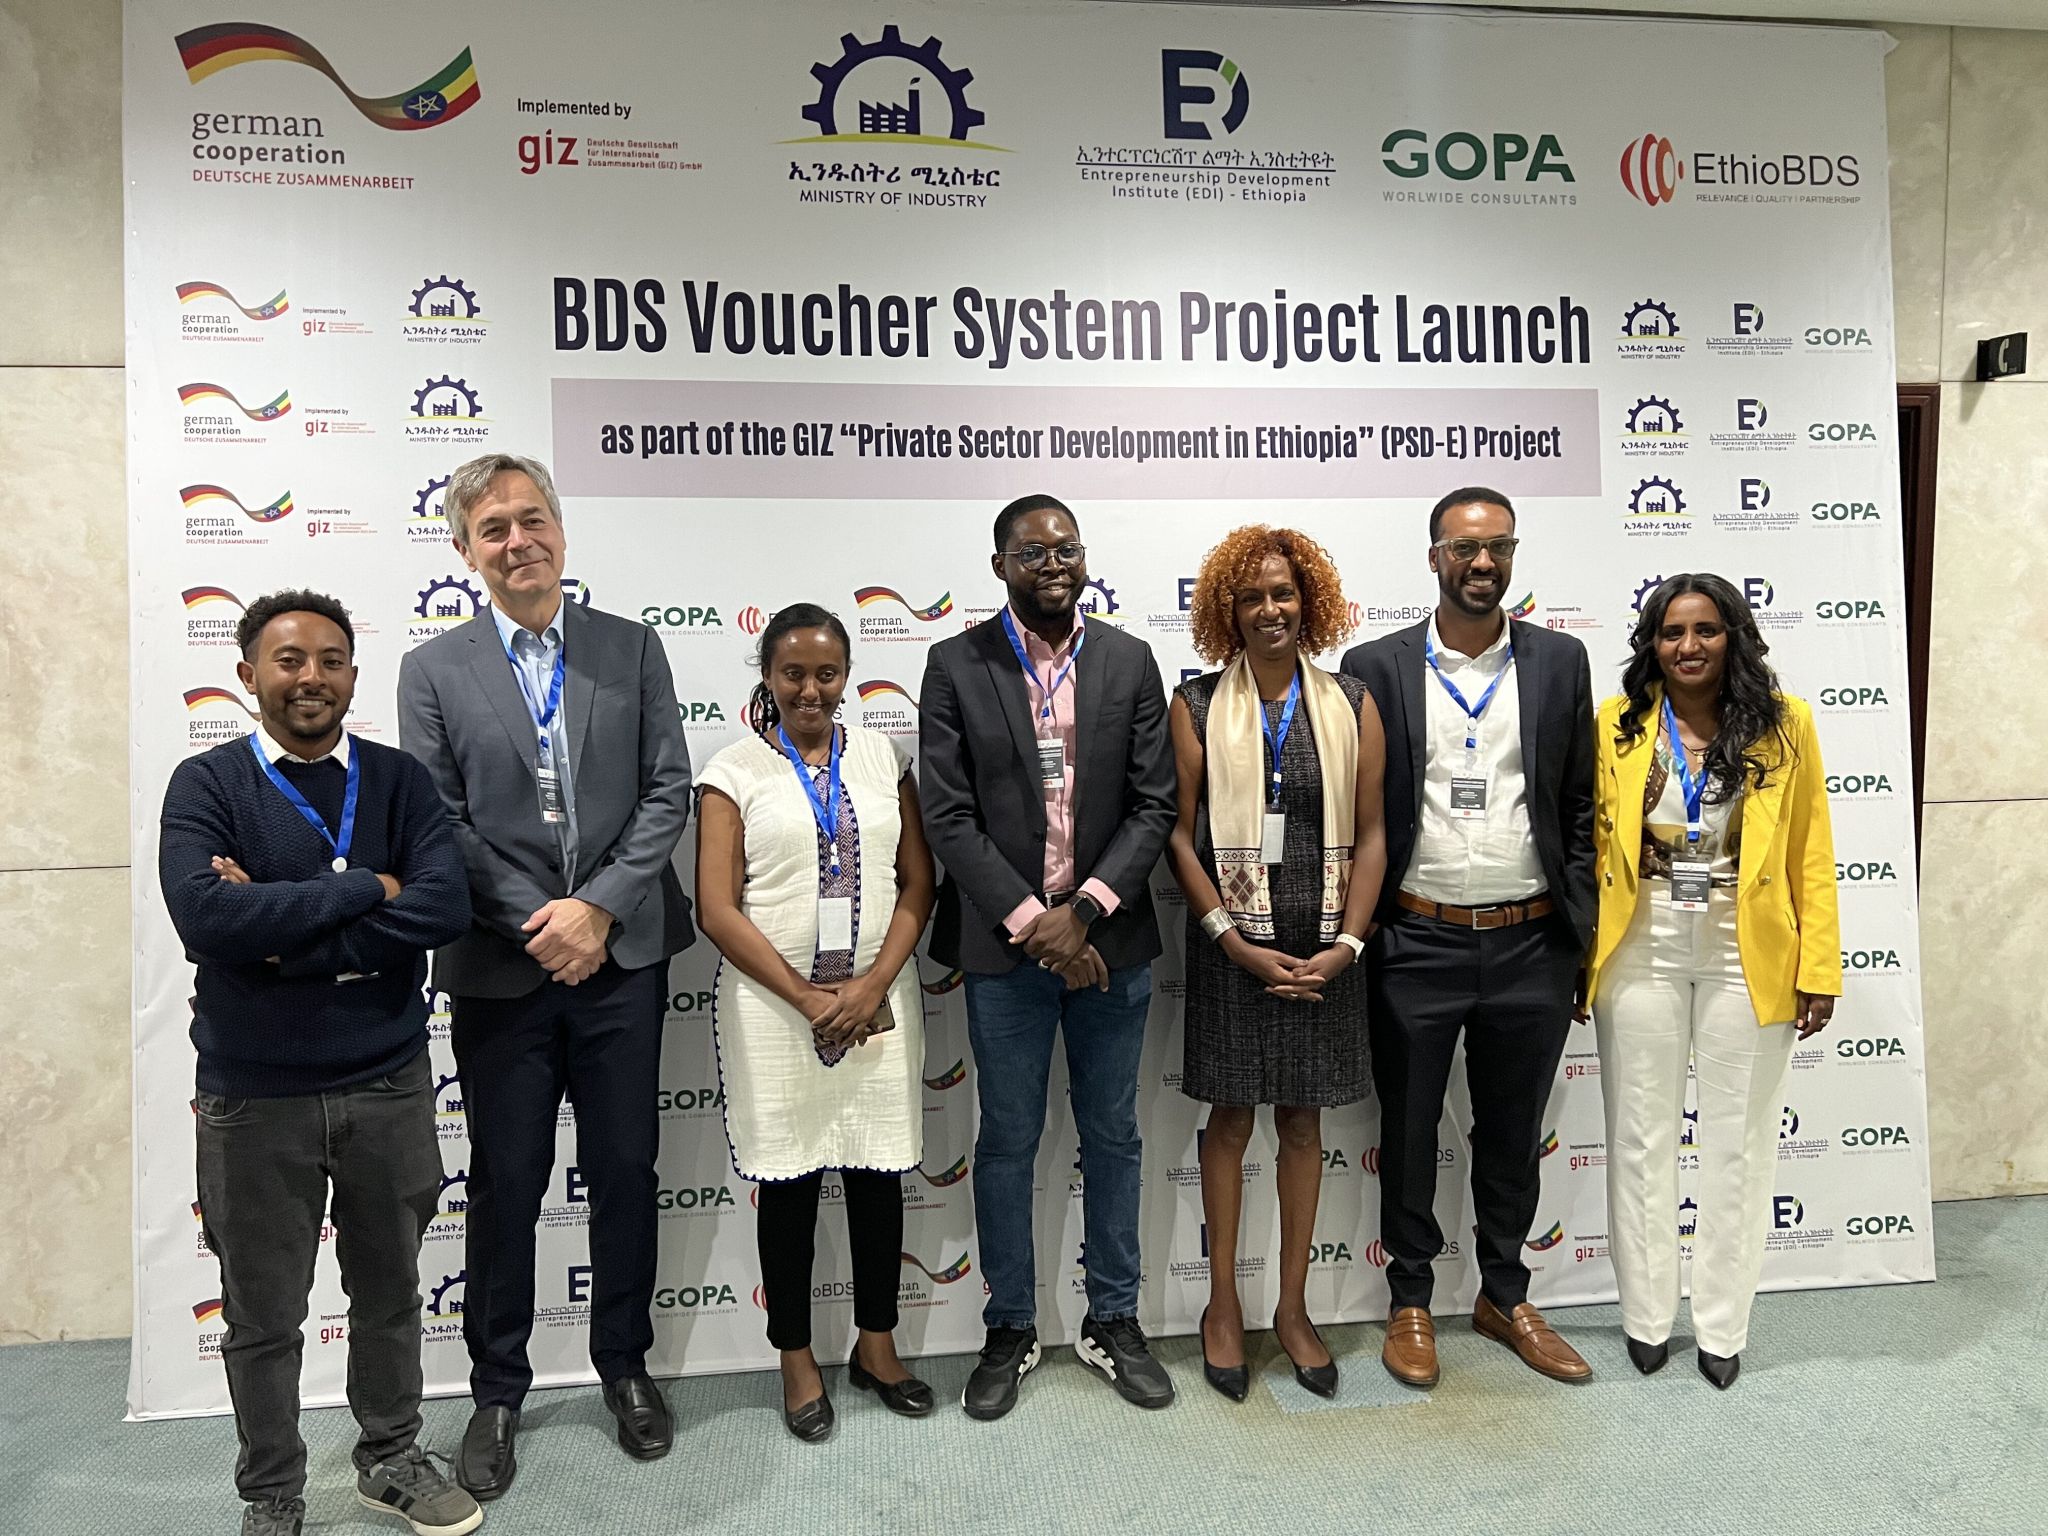 german
cooperation
DEUTSCHE ZUSAMMENARBEIT
Implemented by
giz Deutsche Gesellschaft
für Internationale
Zusammenarbeit (GIZ) GmbH
ኢንዱስትሪ ሚኒስቴር
MINISTRY OF INDUSTRY
ኢንተርፕርነርሽፕ ልማት ኢንስቲትዩት
Entrepreneurship Development
Institute (EDI) - Ethiopia
GOPA
WORLWIDE CONSULTANTS
EthioBDS
RELEVANCE | QUALITY | PARTNERSHIP
BDS Voucher System Project Launch
as part of the GIZ “Private Sector Development in Ethiopia” (PSD-E) Project